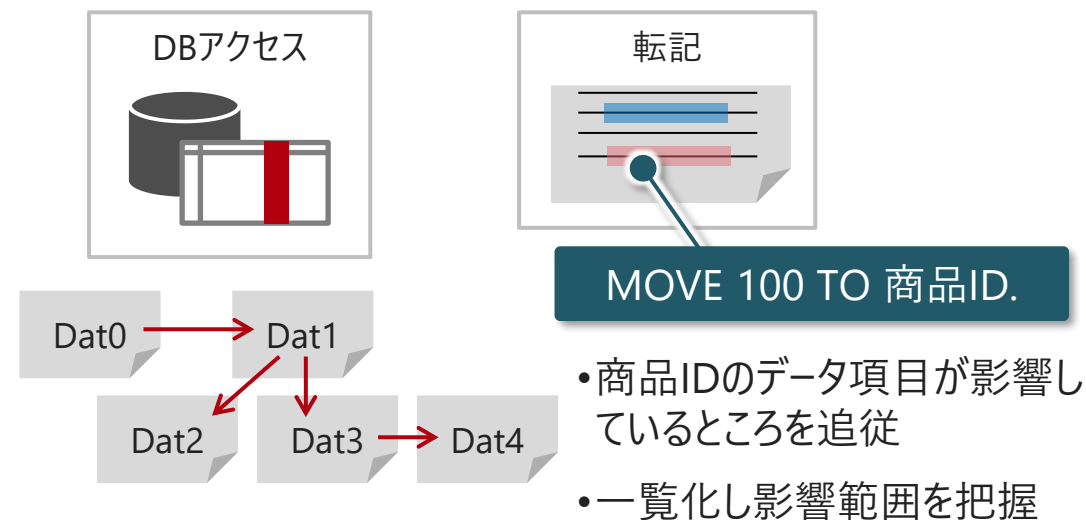 DBアクセス
転記
MOVE 100 TO 商品ID.
Dat0
Dat1
Dat2
Dat3
Dat4
•商品IDのデータ項目が影響し
ているところを追従
•一覧化し影響範囲を把握